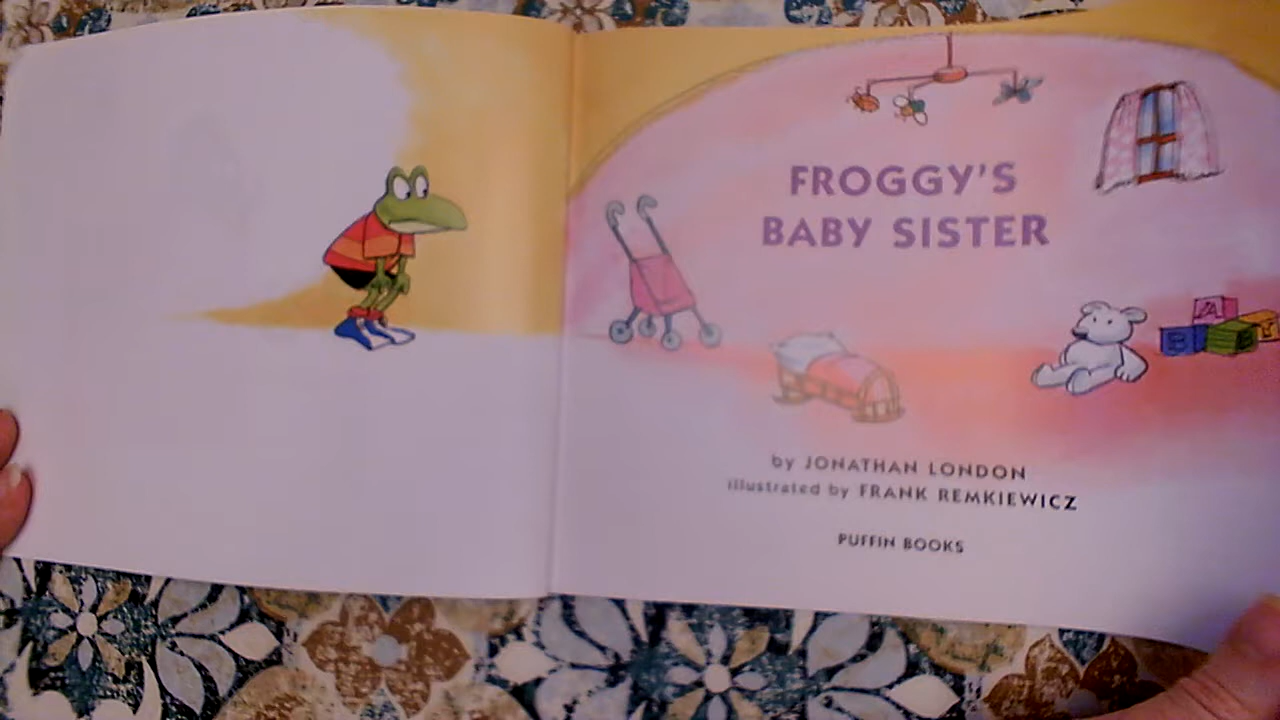 FROGGY'S
BABY SISTER
A
B
by JONATHAN LONDON
illustrated by FRANK REMKIEWICZ
PUFFIN BOOKS